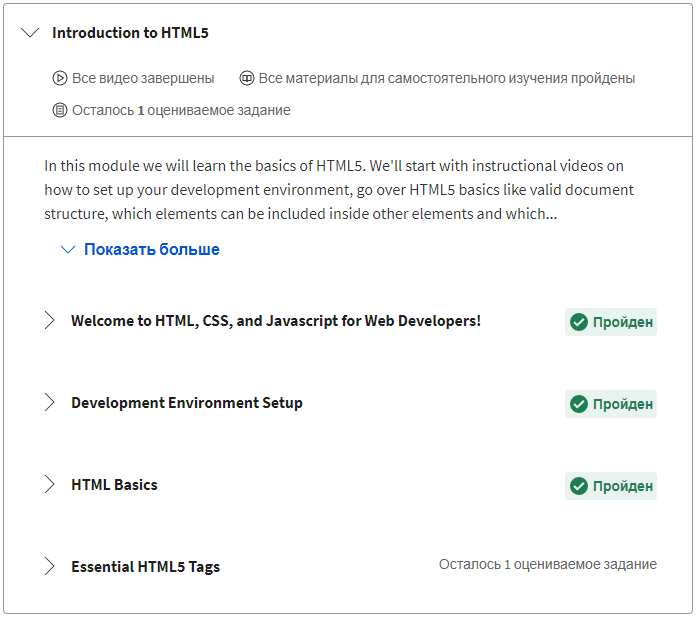 Introduction to HTML5
Все видео завершены Все материалы для самостоятельного изучения пройдены
Осталось 1 оцениваемое задание
In this module we will learn the basics of HTML5. We'll start with instructional videos on
how to set up your development environment, go over HTML5 basics like valid document
structure, which elements can be included inside other elements and which...
Показать больше
Welcome to HTML, CSS, and Javascript for Web Developers! Пройден
Development Environment Setup Пройден
HTML Basics Пройден
Essential HTML5 Tags Осталось 1 оцениваемое задание